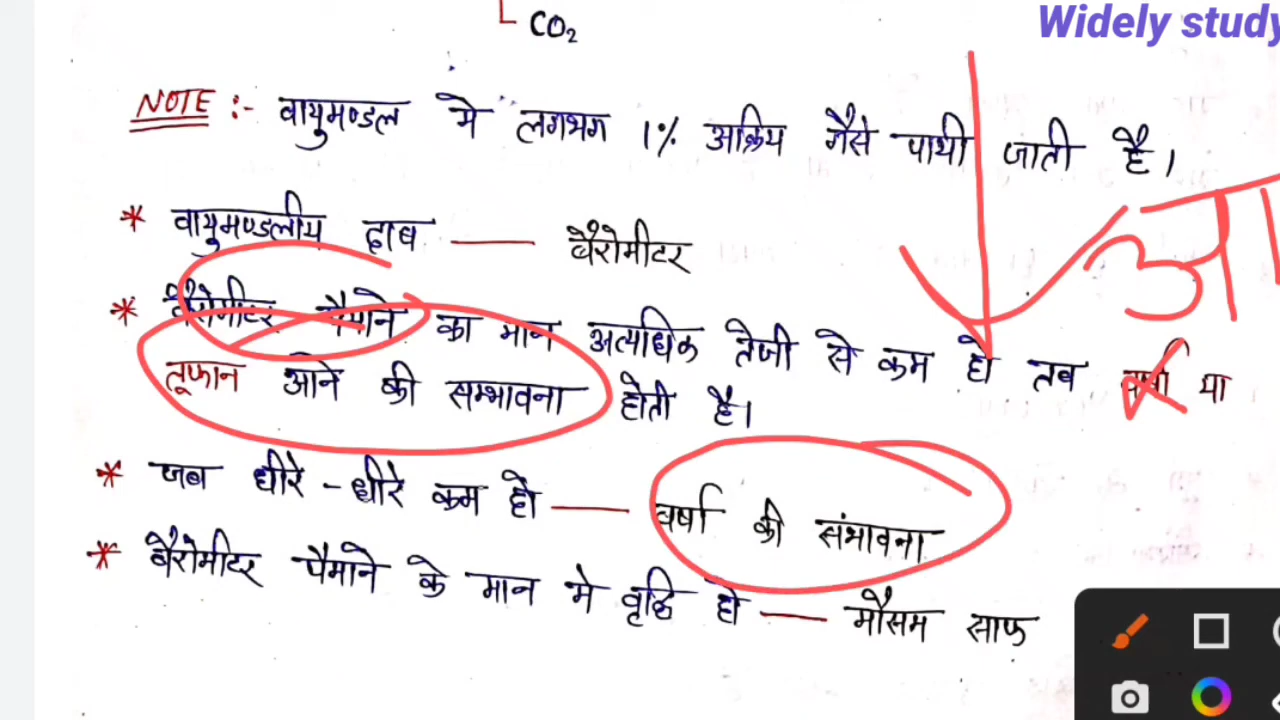 Widely study
CO₂
NOTE :- वायुमण्डल मे लगभग 1% अक्रिय गैसे पायी जाती है।
* वायुमण्डलीय दाब —— बैरोमीटर
* बैरोमीटर पैमाने का मान अत्यधिक तेजी से कम हो तब वर्षा या
तूफान आने की सम्भावना होती है।
* जब धीरे - धीरे कम हो —— वर्षा की संभावना
* बैरोमीटर पैमाने के मान मे वृद्धि हो —— मौसम साफ